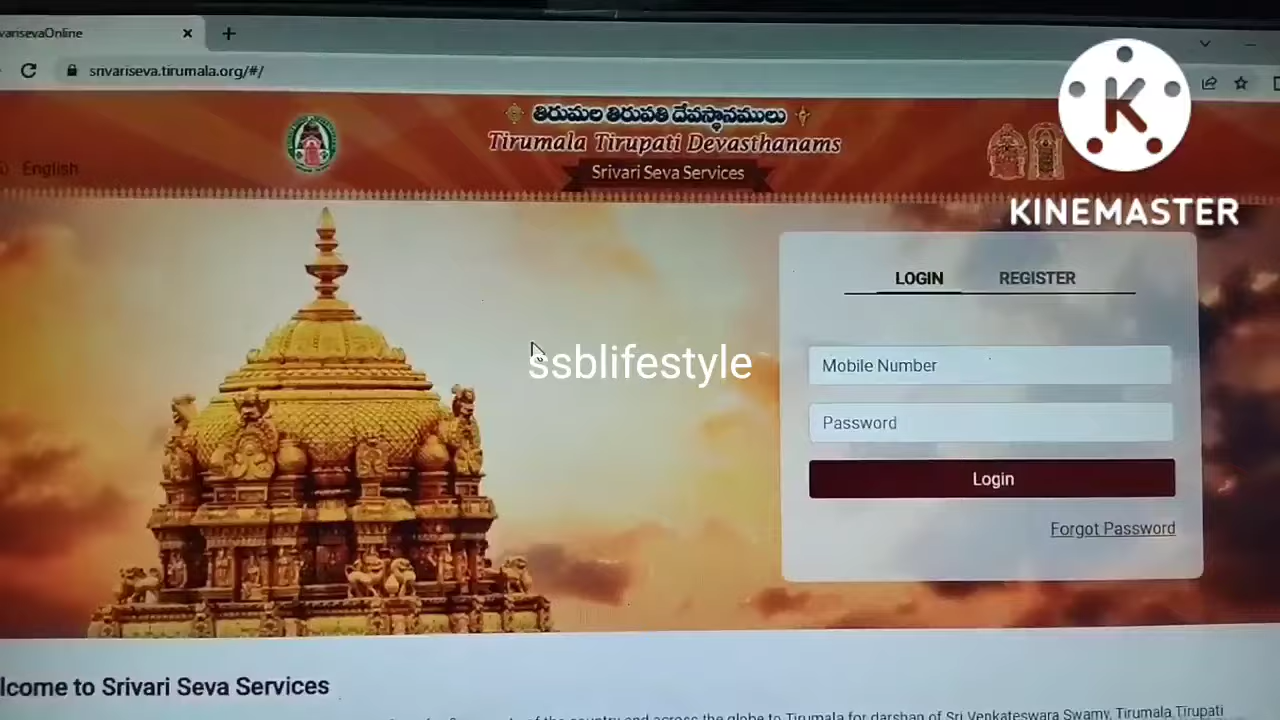 varisevaOnline
srivariseva.tirumala.org/#/
తిరుమల తిరుపతి దేవస్థానములు
Tirumala Tirupati Devasthanams
English
Srivari Seva Services
K
KINEMASTER
LOGIN REGISTER
ssblifestyle
Mobile Number
Password
Login
Forgot Password
lcome to Srivari Seva Services
of the country and across the globe to Tirumala for darshan of Sri Venkateswara Swamy. Tirumala Tirupati